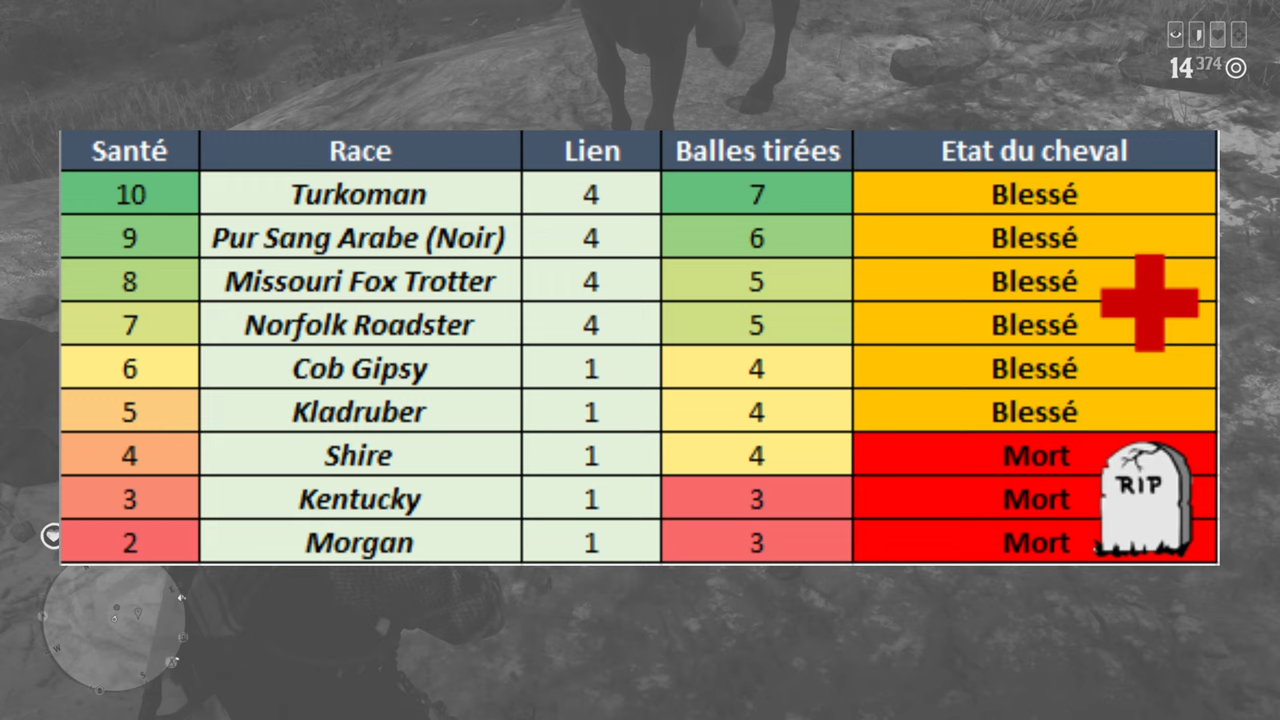 14 374
Santé Race Lien Balles tirées Etat du cheval
10 Turkoman 4 7 Blessé
9 Pur Sang Arabe (Noir) 4 6 Blessé
8 Missouri Fox Trotter 4 5 Blessé
7 Norfolk Roadster 4 5 Blessé
6 Cob Gipsy 1 4 Blessé
5 Kladruber 1 4 Blessé
4 Shire 1 4 Mort
3 Kentucky 1 3 Mort
RIP
2 Morgan 1 3 Mort